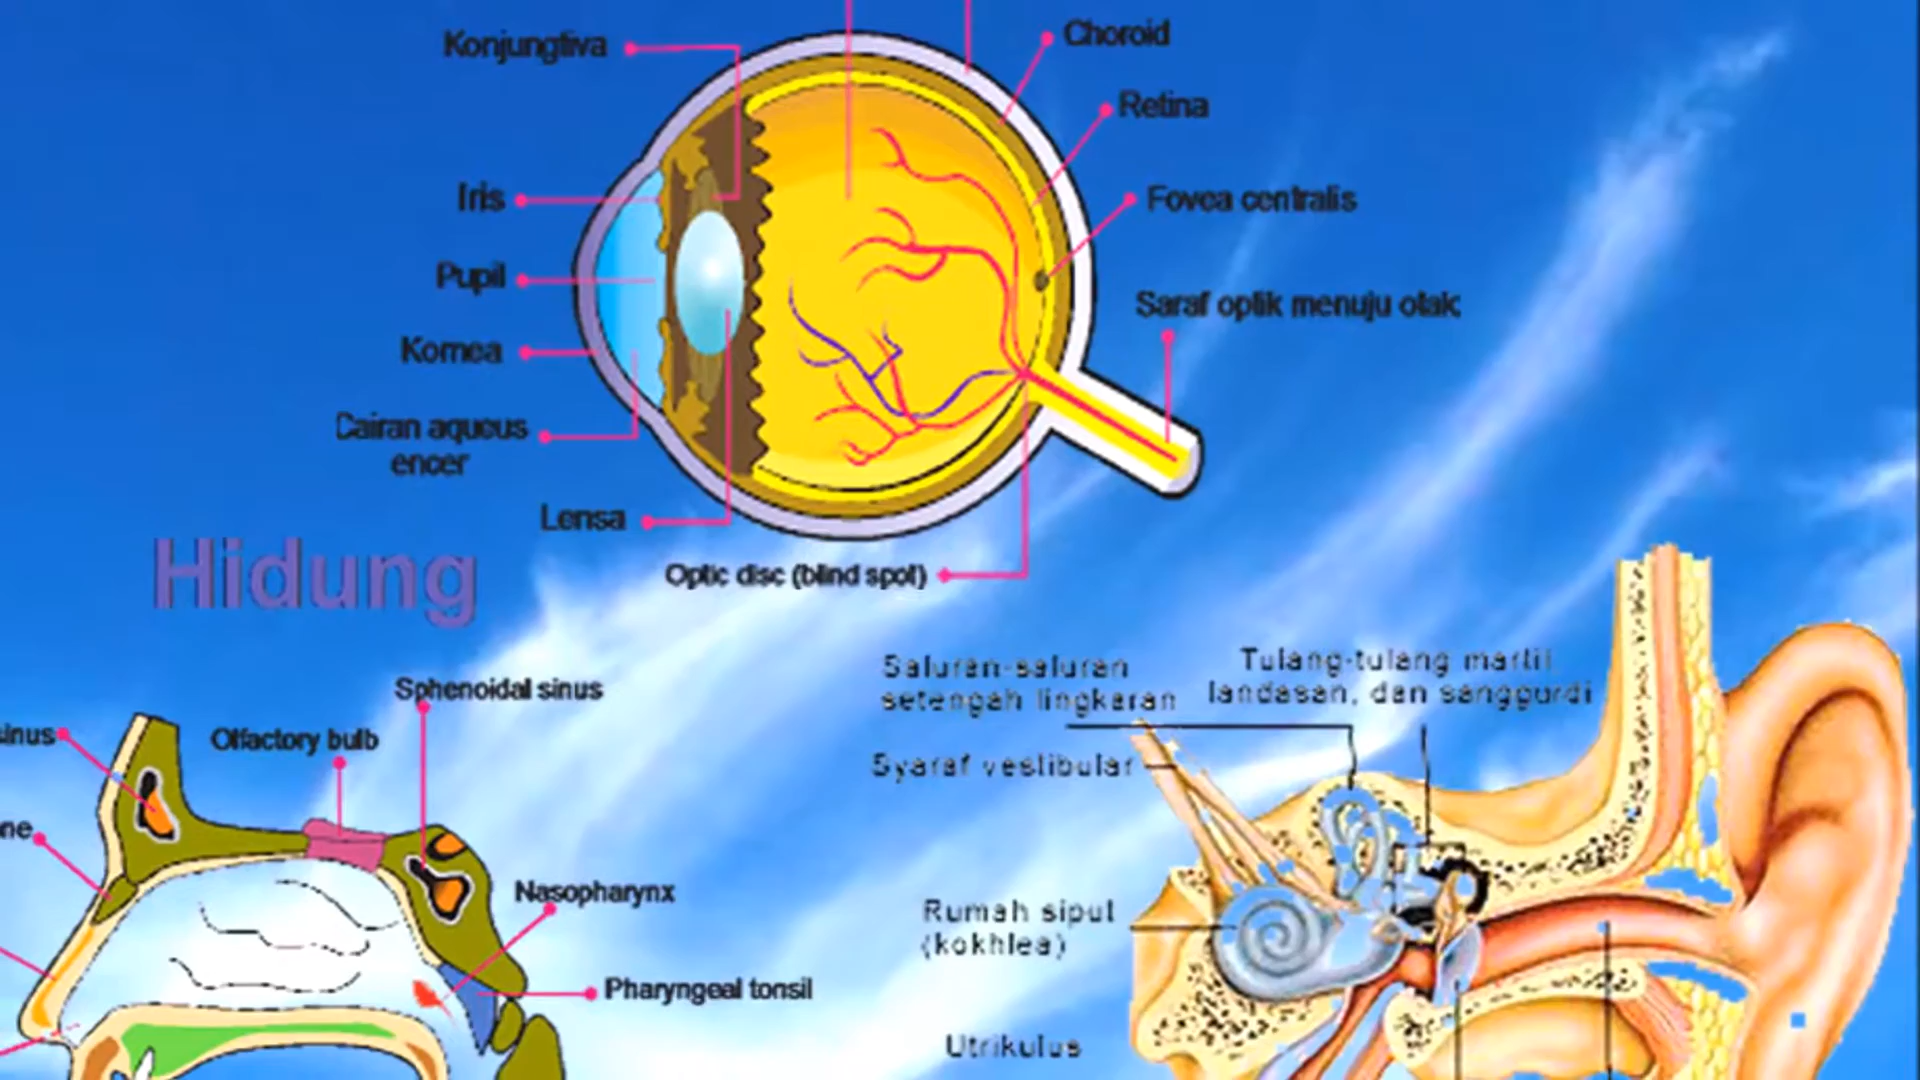 Konjungtiva
Choroid
Retina
Iris
Fovea centralis
Pupil
Saraf optik menuju otak
Kornea
Cairan aqueus
encer
Lensa
Optic disc (blind spot)
Hidung
Sphenoidal sinus
sinus
Olfactory bulb
Nasopharynx
Pharyngeal tonsil
Saluran-saluran
setengah lingkaran
Tulang-tulang martil
landasan, dan sanggurdi
Syaraf vestibular
Rumah sipul
(kokhlea)
Utrikulus